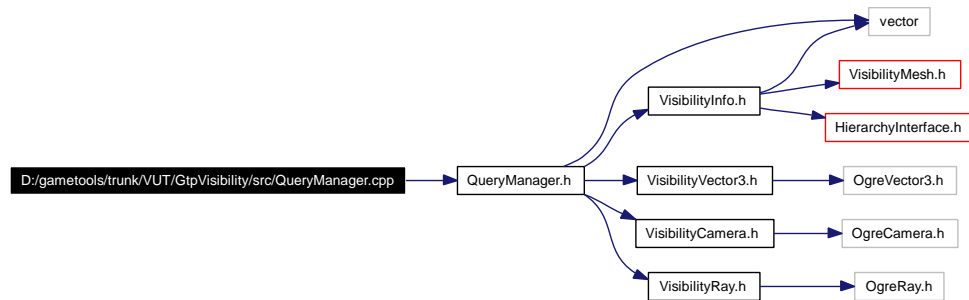 vector
VisibilityMesh.h
VisibilityInfo.h
HierarchyInterface.h
D:/gametools/trunk/VUT/GtpVisibility/src/QueryManager.cpp
QueryManager.h
VisibilityVector3.h
OgreVector3.h
VisibilityCamera.h
OgreCamera.h
VisibilityRay.h
OgreRay.h